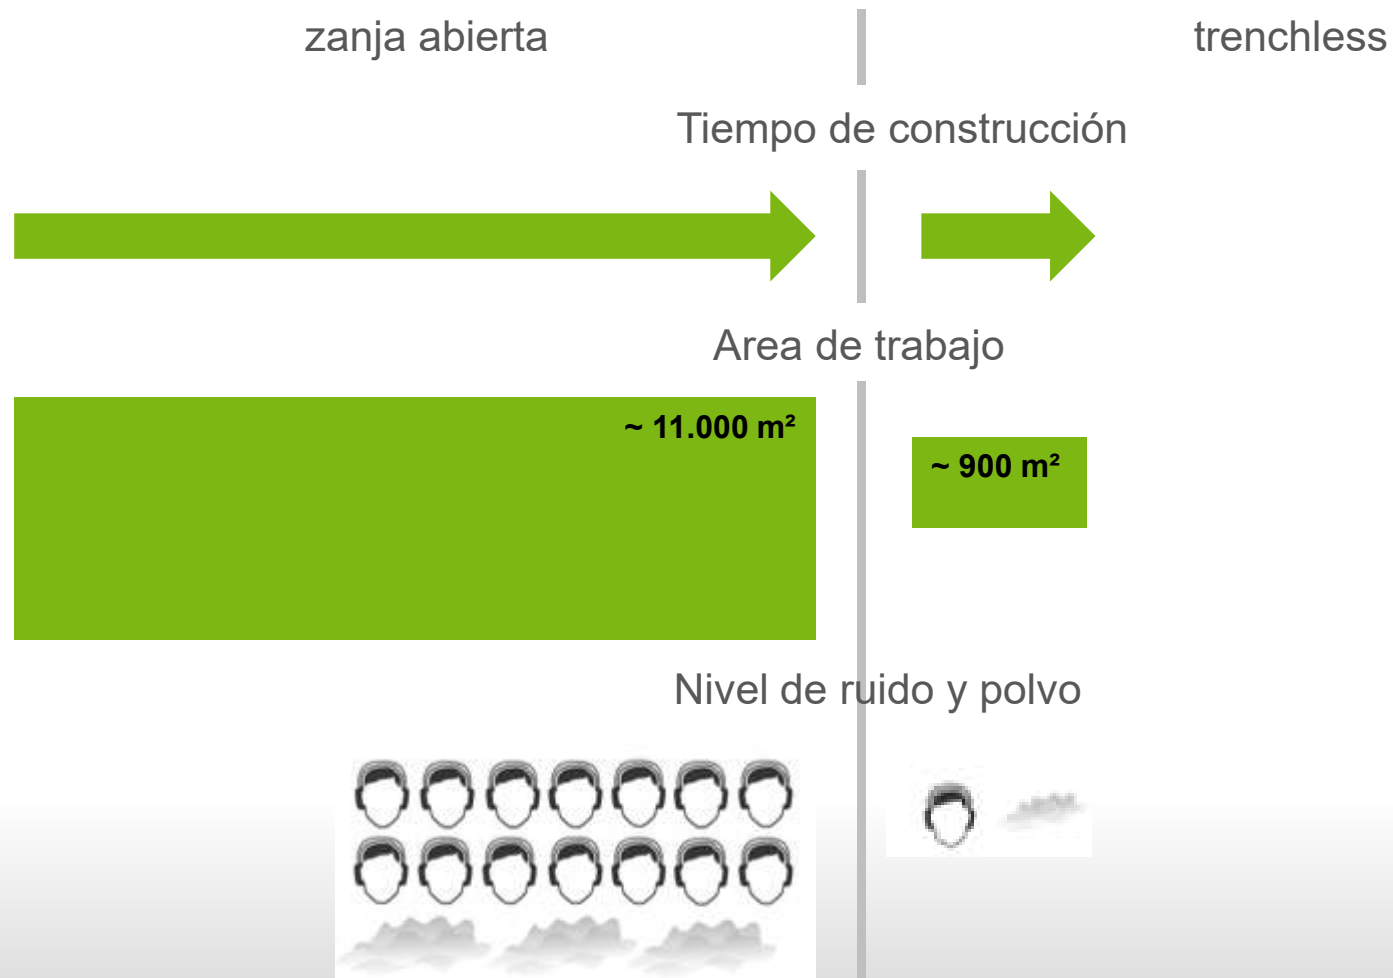 zanja abierta
trenchless
Tiempo de construcción
Area de trabajo
~ 11.000 m²
~ 900 m²
Nivel de ruido y polvo